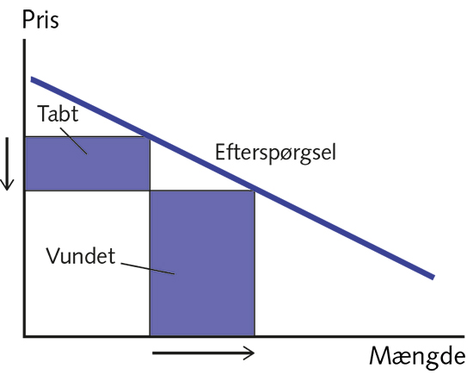 Pris
Tabt
Efterspørgsel
Vundet
Mængde